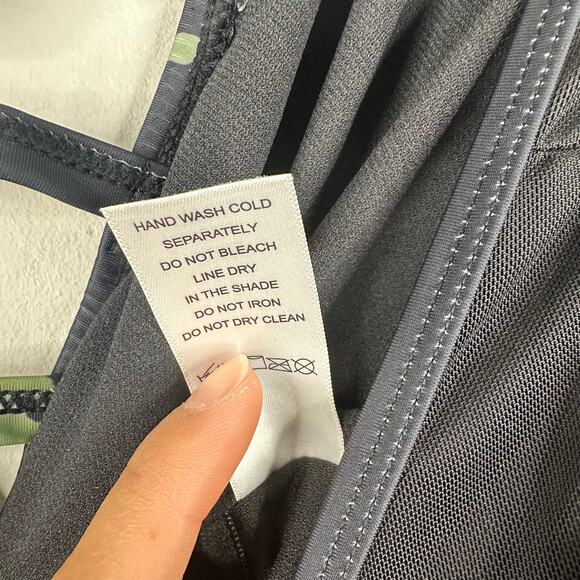 HAND WASH COLD
SEPARATELY
DO NOT BLEACH
LINE DRY
IN THE SHADE
DO NOT IRON
DO NOT DRY CLEAN